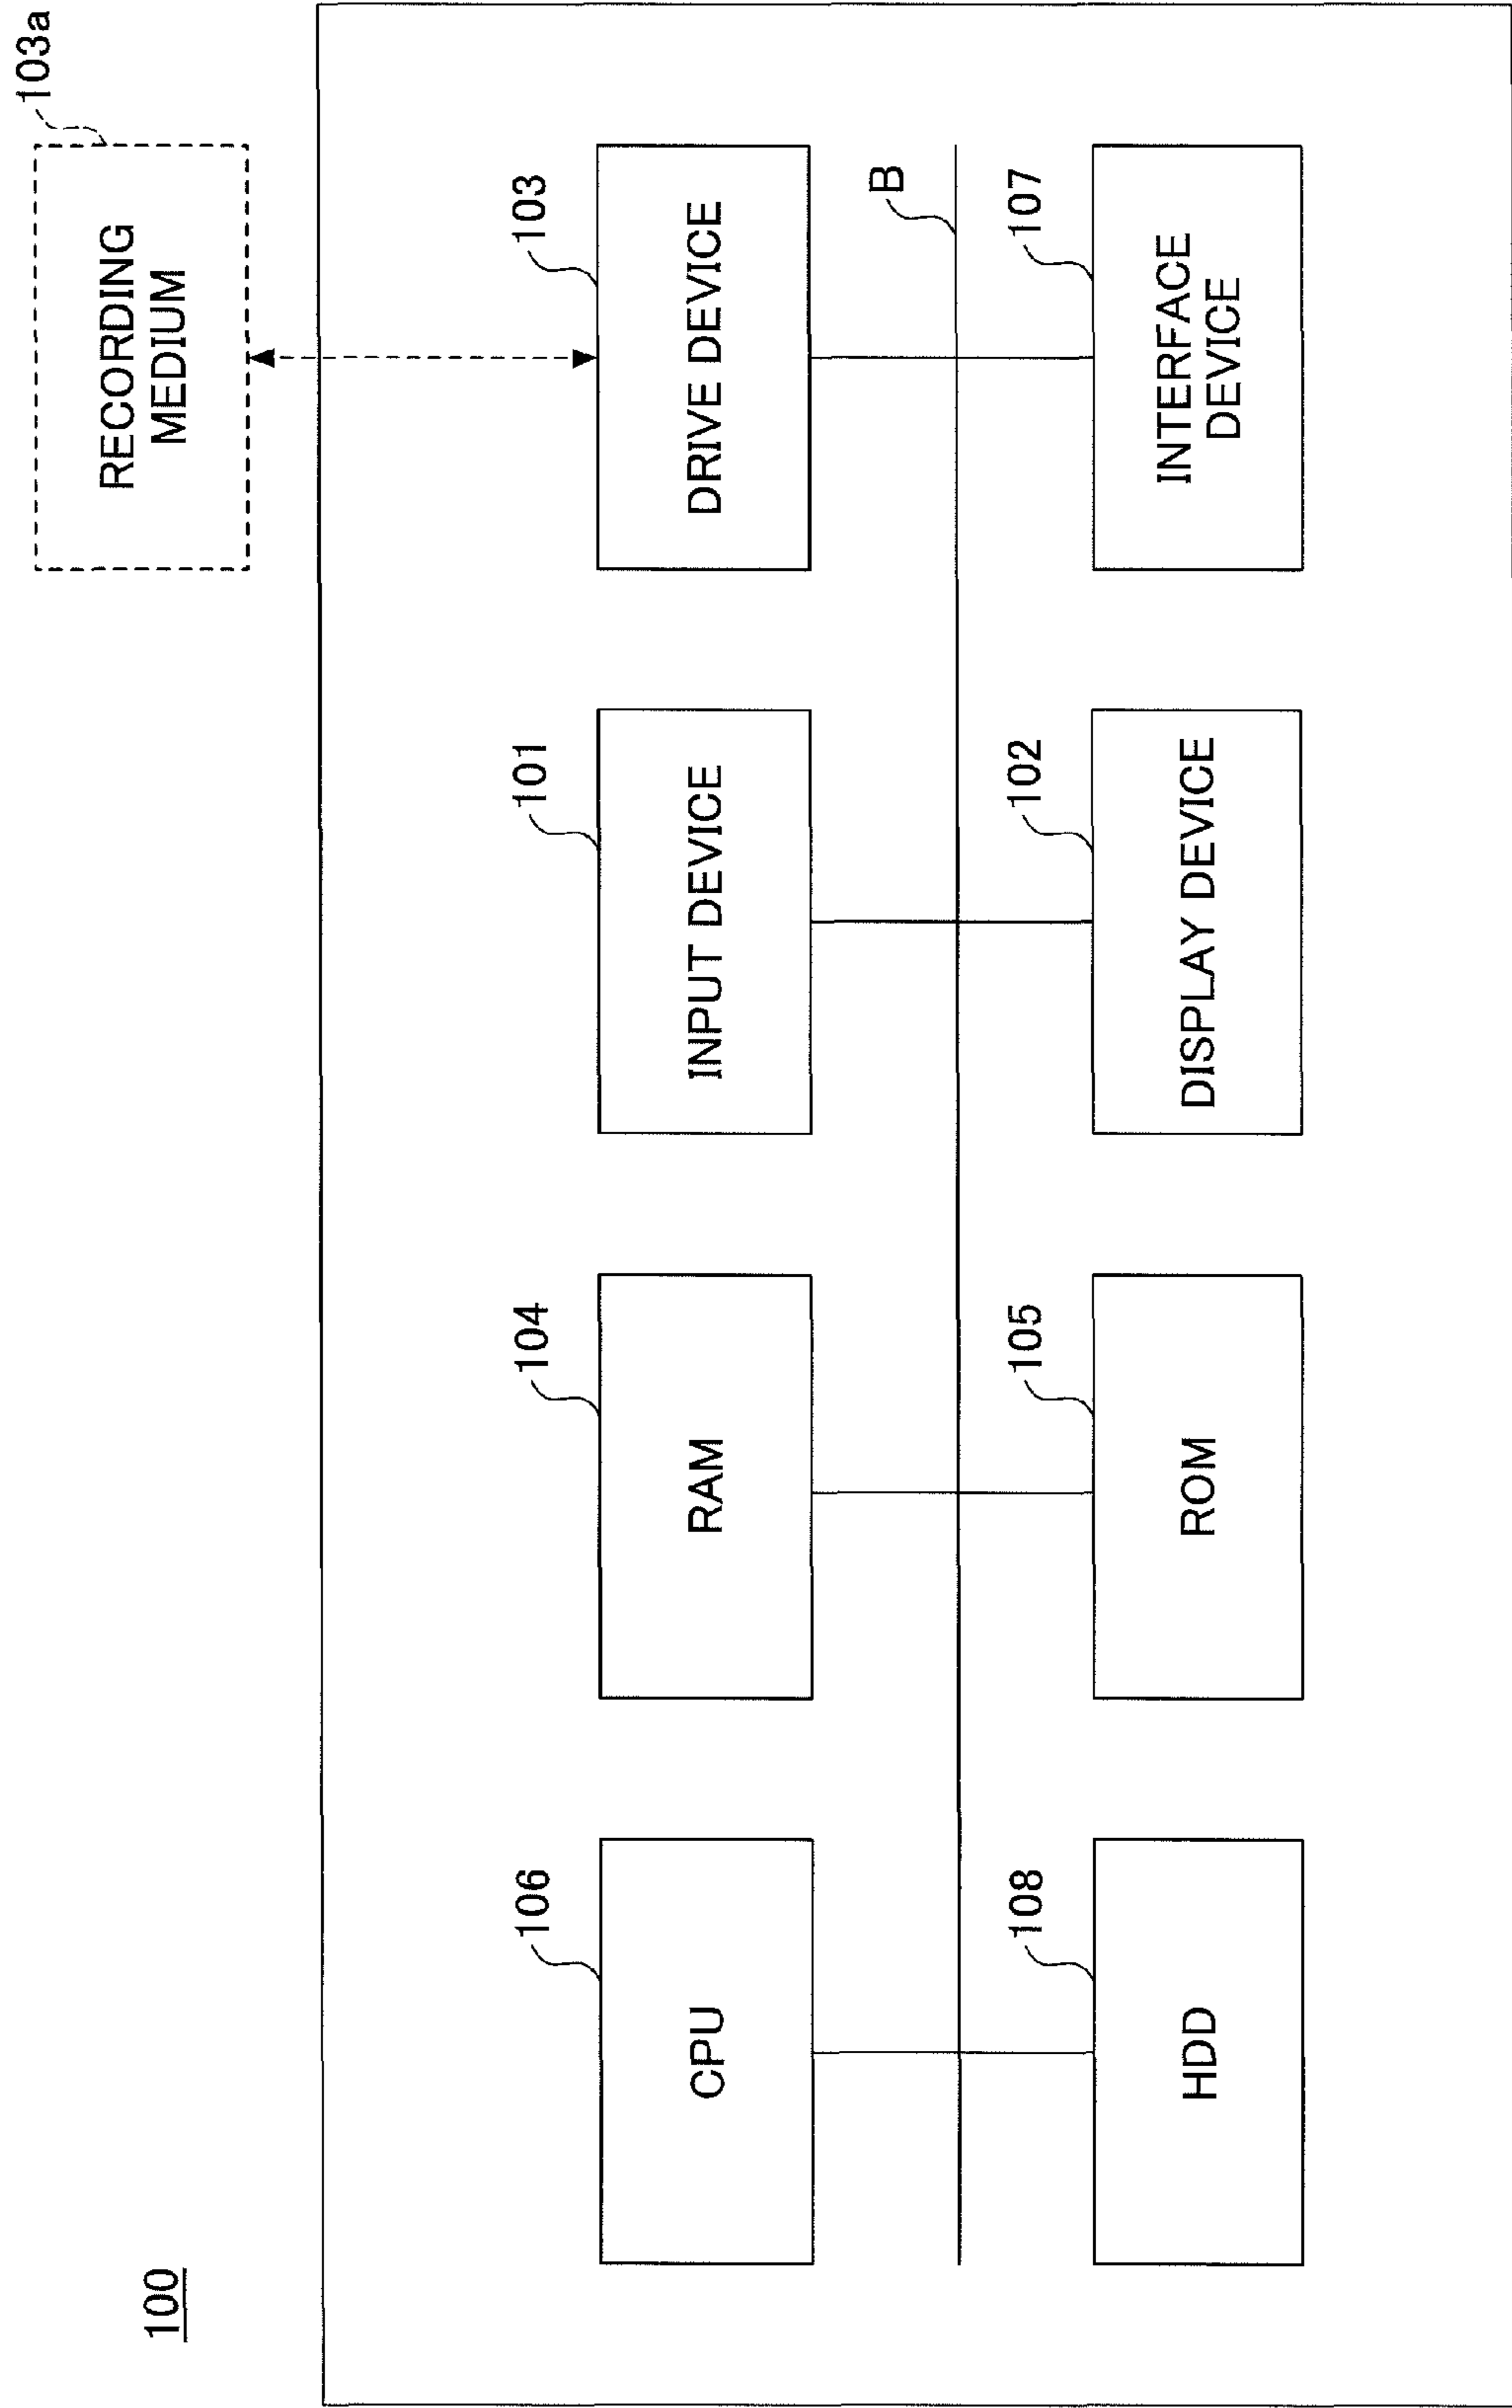 100
103a
RECORDING
MEDIUM
106
104
101
103
CPU
RAM
INPUT DEVICE
DRIVE DEVICE
B
108
105
102
107
HDD
ROM
DISPLAY DEVICE
INTERFACE
DEVICE